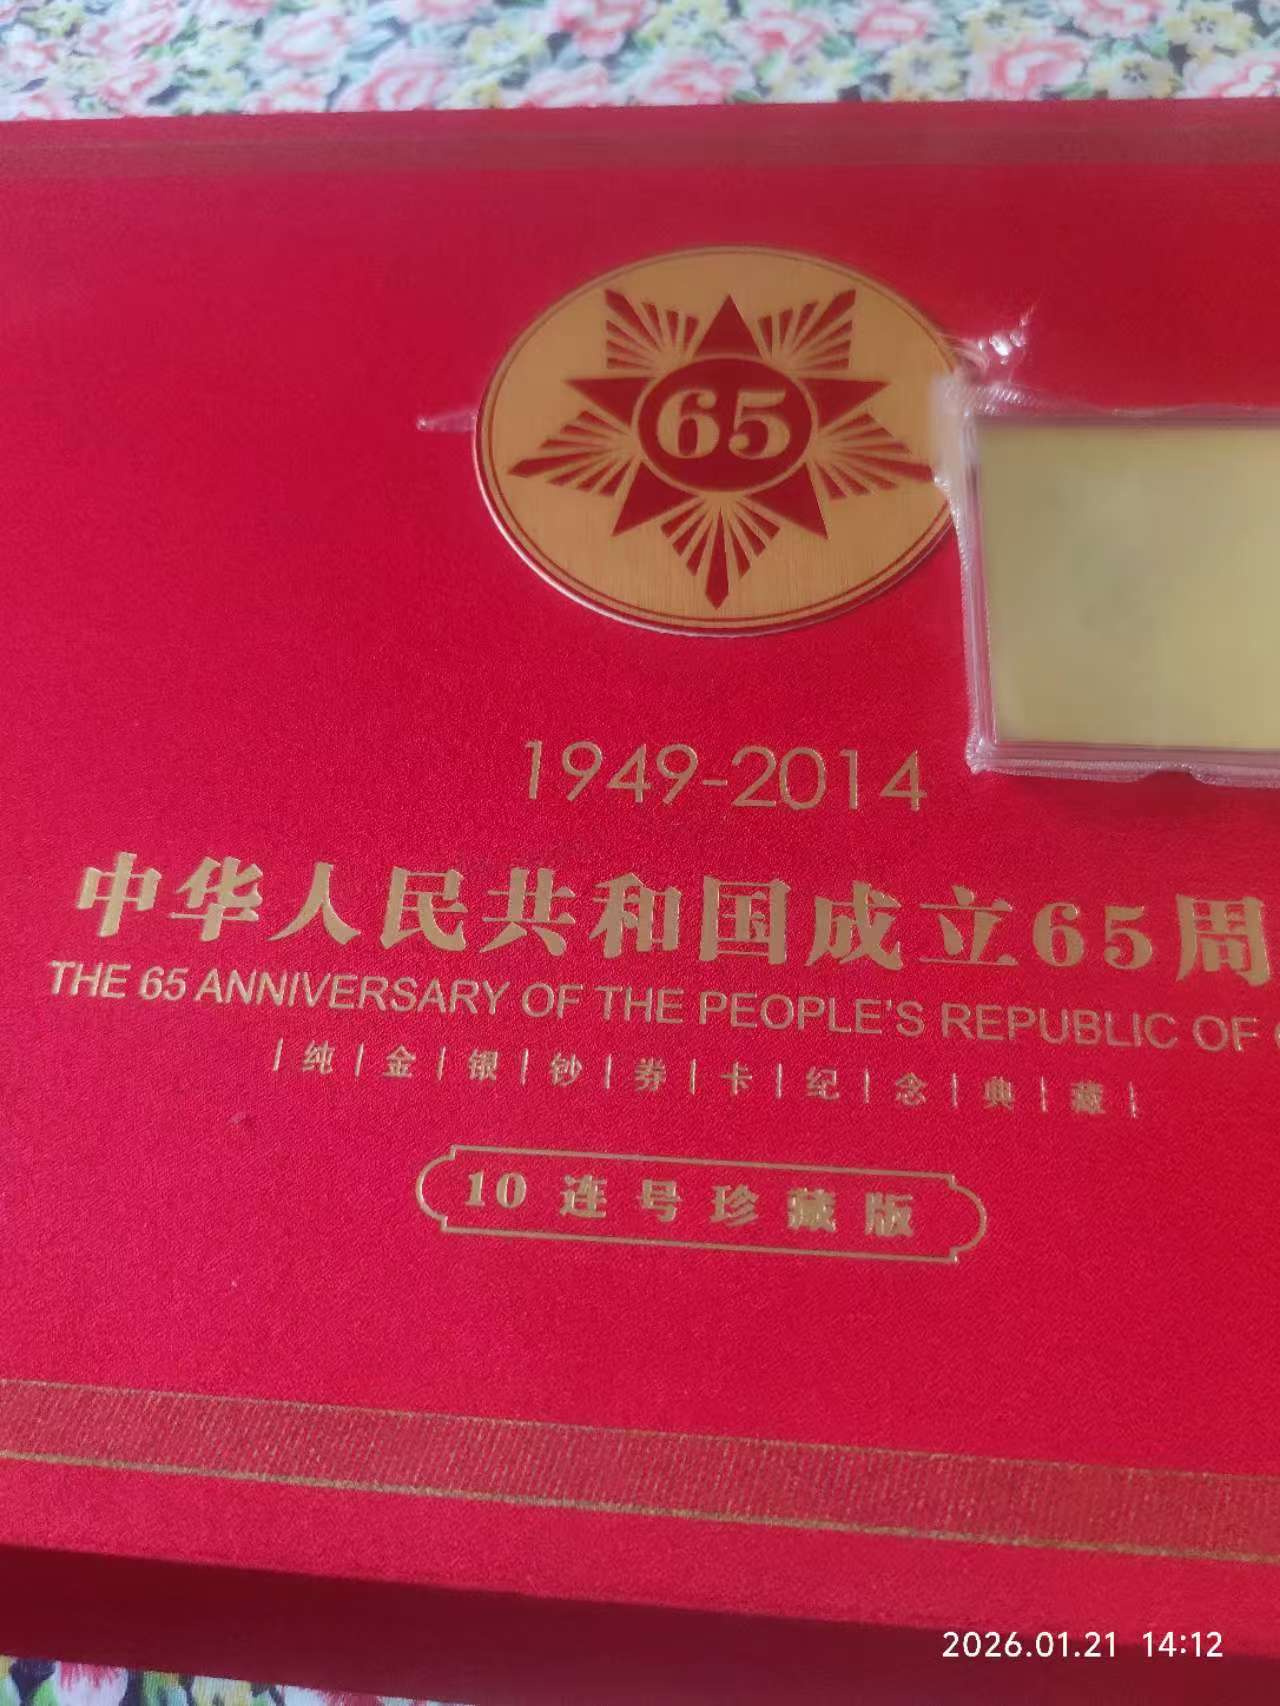 65
1949-2014
中华人民共和国成立65周
THE 65 ANNIVERSARY OF THE PEOPLE'S REPUBLIC OF
|纯|金|银|钞|券|卡|纪|念|典|藏|
10连号珍藏版
2026.01.21 14:12